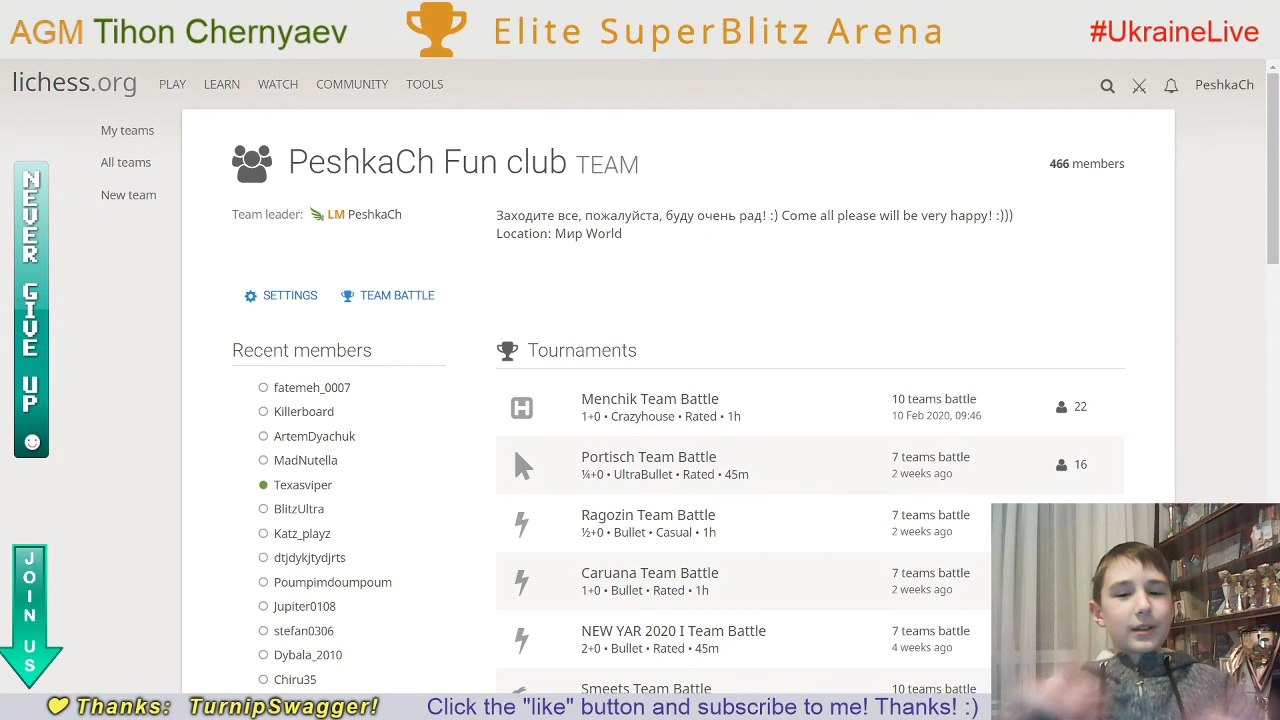 AGM Tihon Chernyaev
Elite SuperBlitz Arena
#UkraineLive
lichess.org
PLAY
LEARN
WATCH
COMMUNITY
TOOLS
PeshkaCh
My teams
All teams
New team
NEVER GIVE UP
JOIN US
PeshkaCh Fun club TEAM
466 members
Team leader: LM PeshkaCh
Заходите все, пожалуйста, буду очень рад! :) Come all please will be very happy! :)))
Location: Мир World
SETTINGS
TEAM BATTLE
Recent members
fatemeh_0007
Killerboard
ArtemDyachuk
MadNutella
Texasviper
BlitzUltra
Katz_playz
dtjdykjtydjrts
Poumpimdoumpoum
Jupiter0108
stefan0306
Dybala_2010
Chiru35
Tournaments
Menchik Team Battle
1+0 • Crazyhouse • Rated • 1h
10 teams battle
10 Feb 2020, 09:46
22
Portisch Team Battle
¼+0 • UltraBullet • Rated • 45m
7 teams battle
2 weeks ago
16
Ragozin Team Battle
½+0 • Bullet • Casual • 1h
7 teams battle
2 weeks ago
Caruana Team Battle
1+0 • Bullet • Rated • 1h
7 teams battle
2 weeks ago
NEW YAR 2020 I Team Battle
2+0 • Bullet • Rated • 45m
7 teams battle
4 weeks ago
Smeets Team Battle
10 teams battle
Thanks: TurnipSwagger!
Click the "like" button and subscribe to me! Thanks! :)